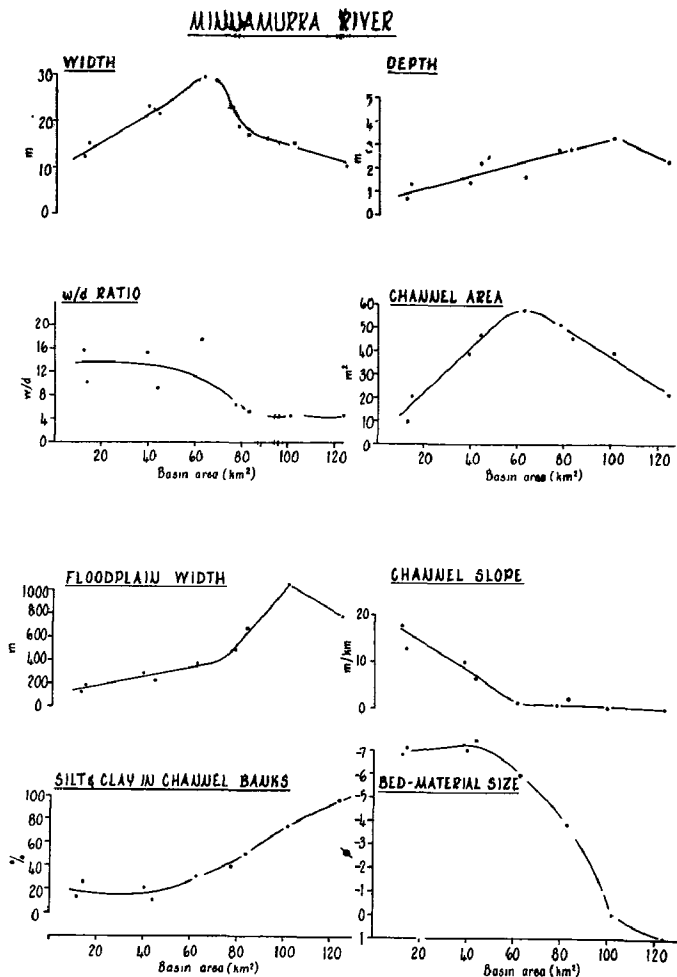 MINNAMURRA RIVER
WIDTH
30
20
10
0
m
DEPTH
5
4
3
2
1
0
m
w/d RATIO
20
16
12
8
4
0
w/d
20 40 60 80 100 120
Basin area (km²)
CHANNEL AREA
60
50
40
30
20
10
0
m²
20 40 60 80 100 120
Basin area (km²)
FLOODPLAIN WIDTH
1000
800
600
400
200
0
m
CHANNEL SLOPE
20
10
0
m/km
SILT & CLAY IN CHANNEL BANKS
100
80
60
40
20
0
%
20 40 60 80 100 120
Basin area (km²)
BED-MATERIAL SIZE
-7
-6
-5
-4
-3
-2
-1
0
1
ϕ
20 40 60 80 100 120
Basin area (km²)